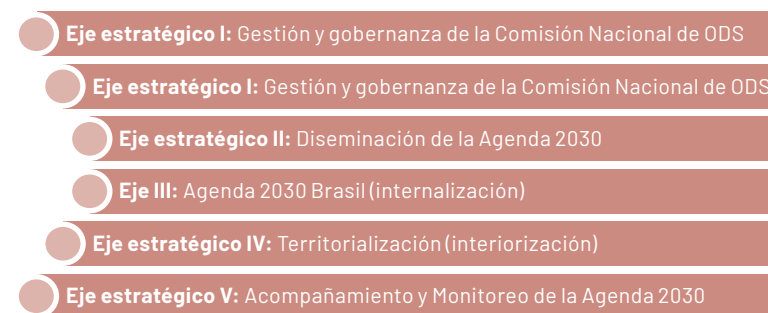 Eje estratégico I: Gestión y gobernanza de la Comisión Nacional de ODS
Eje estratégico I: Gestión y gobernanza de la Comisión Nacional de ODS
Eje estratégico II: Diseminación de la Agenda 2030
Eje III: Agenda 2030 Brasil (internalización)
Eje estratégico IV: Territorialización (interiorización)
Eje estratégico V: Acompañamiento y Monitoreo de la Agenda 2030